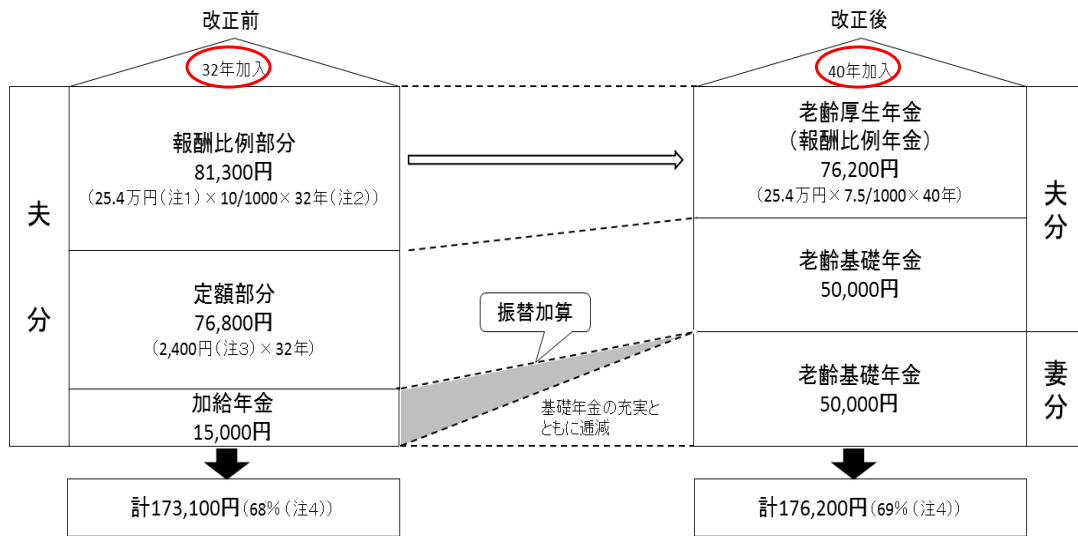 改正前
32年加入
夫
分
報酬比例部分
81,300円
(25.4万円(注1)×10/1000×32年(注2))
定額部分
76,800円
(2,400円(注3)×32年)
加給年金
15,000円
計173,100円(68%(注4))
振替加算
基礎年金の充実と
ともに逓減
改正後
40年加入
老齢厚生年金
(報酬比例年金)
76,200円
(25.4万円×7.5/1000×40年)
老齢基礎年金
50,000円
老齢基礎年金
50,000円
夫
分
妻
分
計176,200円(69%(注4))